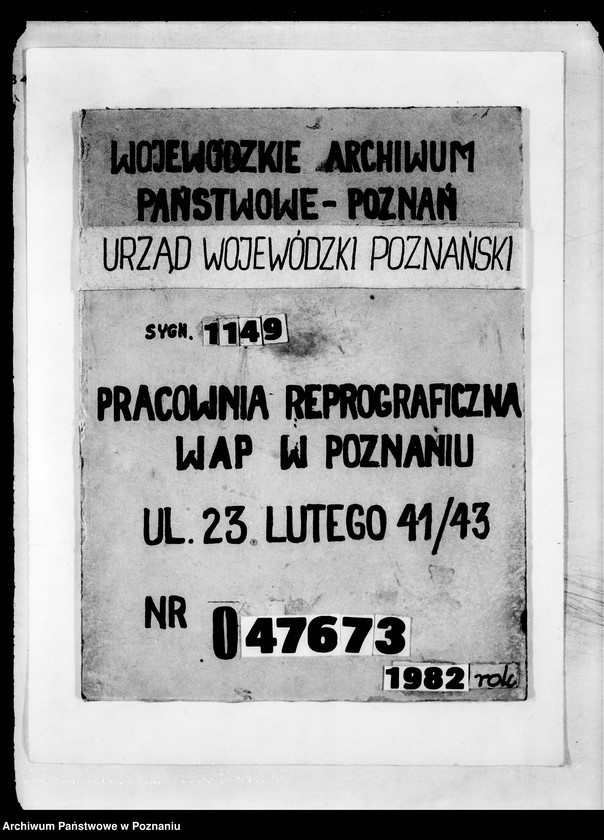 WOJEWÓDZKIE ARCHIWUM
PAŃSTWOWE - POZNAŃ
URZĄD WOJEWÓDZKI POZNAŃSKI
SYGN. 1149
PRACOWNIA REPROGRAFICZNA
WAP W POZNANIU
UL. 23 LUTEGO 41/43
NR 047673
1982 rok
Archiwum Państwowe w Poznaniu